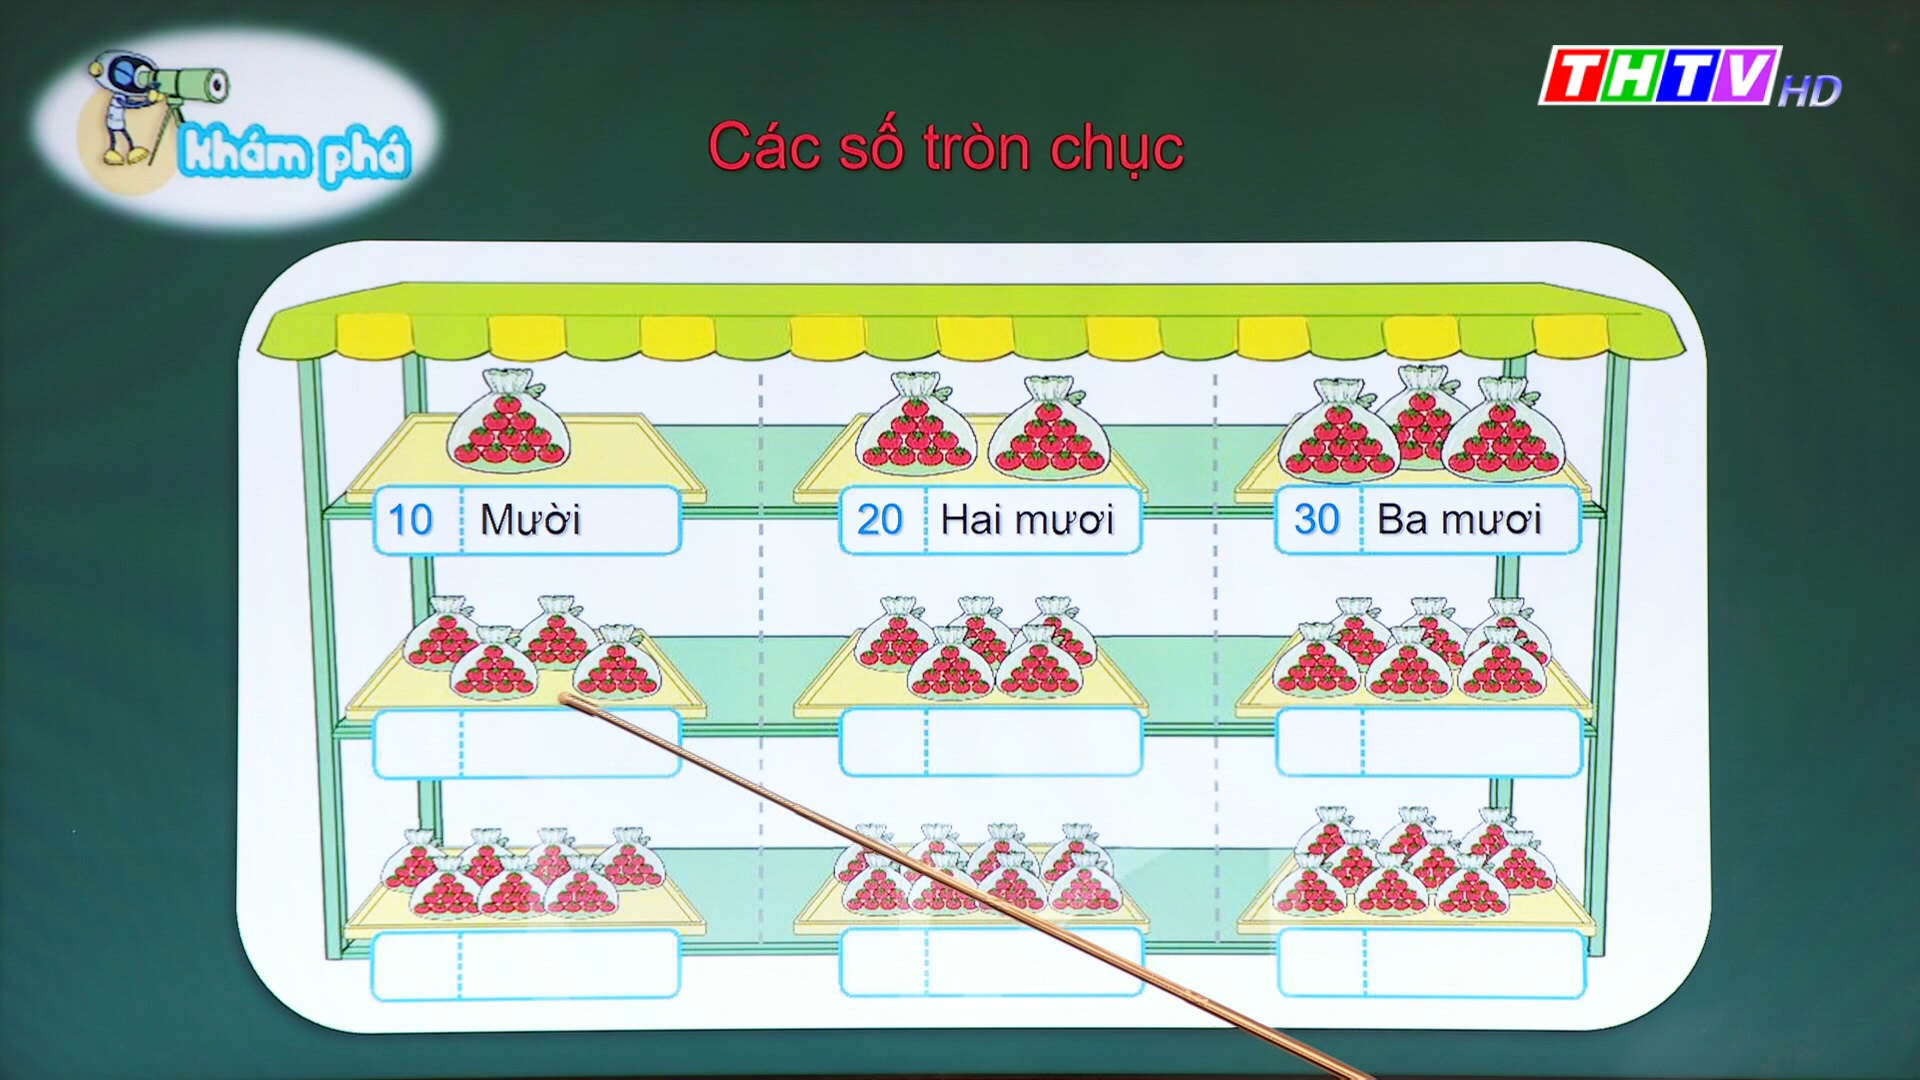 khám phá
THTV HD
Các số tròn chục
10 Mười
20 Hai mươi
30 Ba mươi